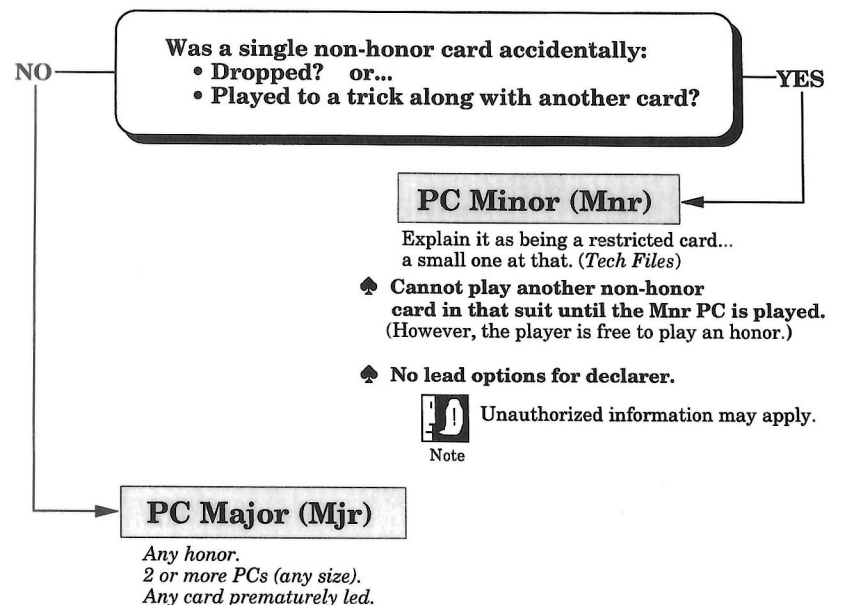 Was a single non-honor card accidentally:
• Dropped? or...
• Played to a trick along with another card?
NO
YES
PC Minor (Mnr)
Explain it as being a restricted card...
a small one at that. (Tech Files)
♠ Cannot play another non-honor
card in that suit until the Mnr PC is played.
(However, the player is free to play an honor.)
♠ No lead options for declarer.
Unauthorized information may apply.
Note
PC Major (Mjr)
Any honor.
2 or more PCs (any size).
Any card prematurely led.